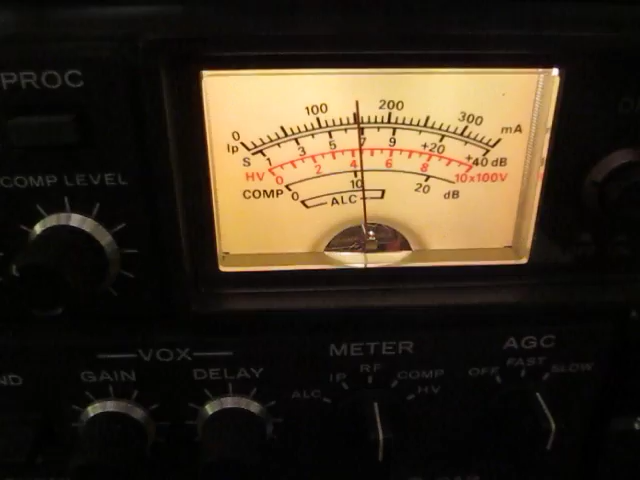 PROC
COMP LEVEL
0 100 200 300 mA
Ip
S 1 3 5 7 9 +20 +40 dB
HV 0 2 4 6 8 10x100V
COMP 0 10 20 dB
ALC
VOX
GAIN DELAY
METER
ALC IP RF COMP HV
AGC
OFF FAST SLOW
ND